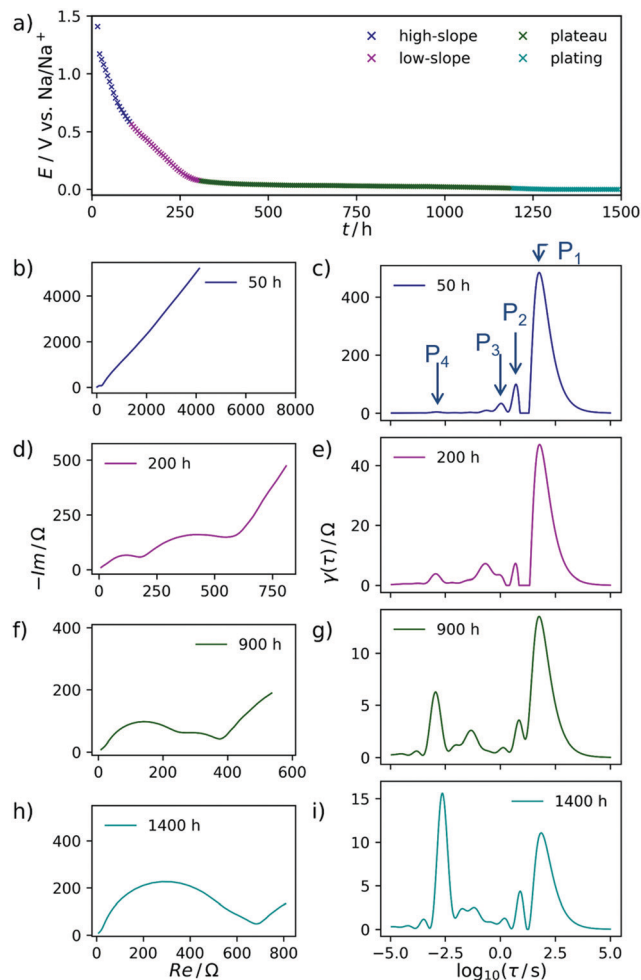 a)
1.5
1.0
0.5
0.0
E / V vs. Na/Na⁺
high-slope
low-slope
plateau
plating
0
250
500
750
1000
1250
1500
t / h
b)
4000
2000
0
50 h
0
2000
4000
6000
8000
c)
400
200
0
50 h
P₄
P₃
P₂
P₁
d)
500
250
0
200 h
0
250
500
750
−Im / Ω
e)
40
20
0
200 h
γ(τ) / Ω
f)
400
200
0
900 h
0
200
400
600
g)
10
5
0
900 h
h)
400
200
0
1400 h
0
200
400
600
800
Re / Ω
i)
15
10
5
0
1400 h
−5.0
−2.5
0.0
2.5
5.0
log₁₀(τ / s)